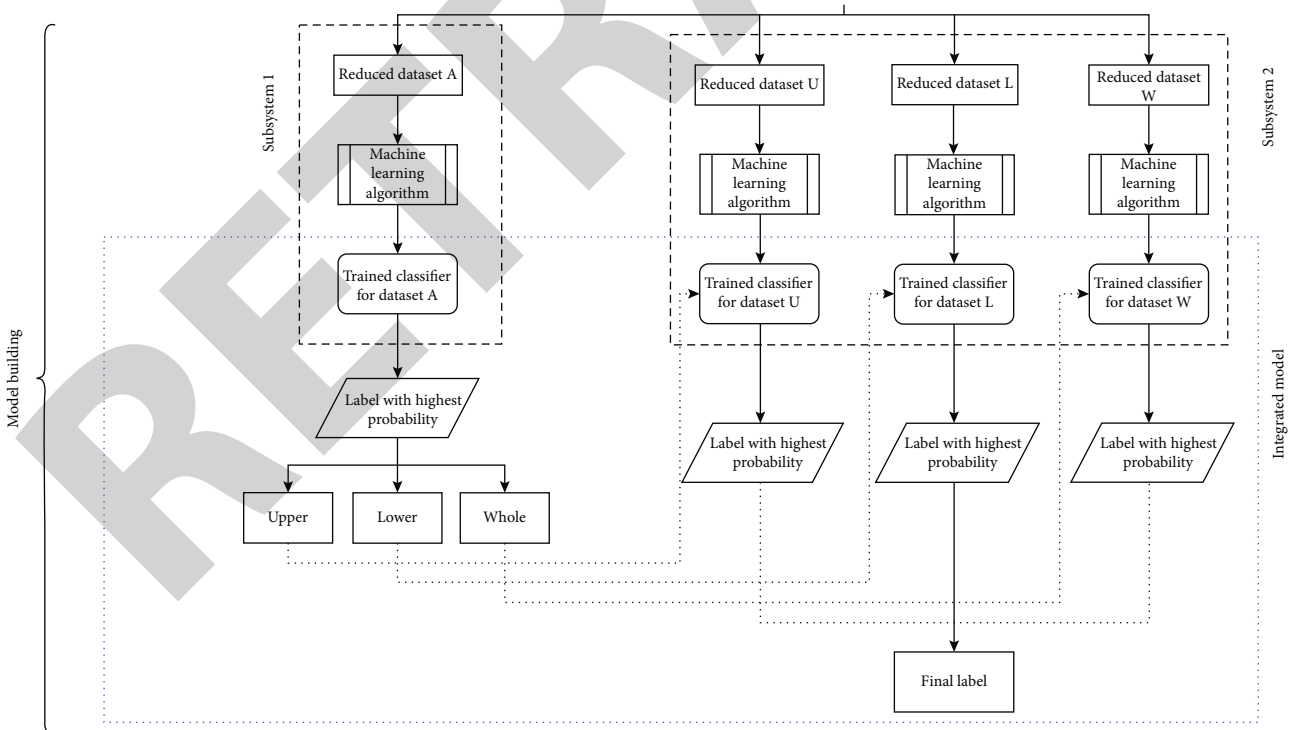 Model building
Subsystem 1
Reduced dataset A
Machine
learning
algorithm
Trained classifier
for dataset A
Label with highest
probability
Upper
Lower
Whole
Subsystem 2
Reduced dataset U
Machine
learning
algorithm
Trained classifier
for dataset U
Label with highest
probability
Reduced dataset L
Machine
learning
algorithm
Trained classifier
for dataset L
Label with highest
probability
Reduced dataset
W
Machine
learning
algorithm
Trained classifier
for dataset W
Label with highest
probability
Final label
Integrated model
RETRA